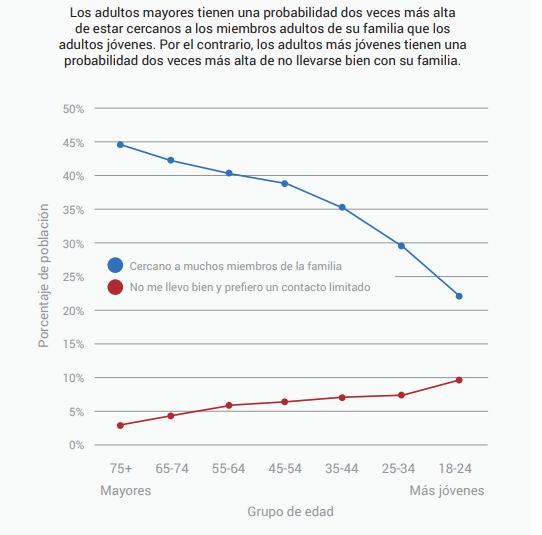 Los adultos mayores tienen una probabilidad dos veces más alta
de estar cercanos a los miembros adultos de su familia que los
adultos jóvenes. Por el contrario, los adultos más jóvenes tienen una
probabilidad dos veces más alta de no llevarse bien con su familia.
50%
45%
40%
35%
30%
25%
20%
15%
10%
5%
0%
Porcentaje de población
Cercano a muchos miembros de la familia
No me llevo bien y prefiero un contacto limitado
75+ 65-74 55-64 45-54 35-44 25-34 18-24
Mayores Más jóvenes
Grupo de edad